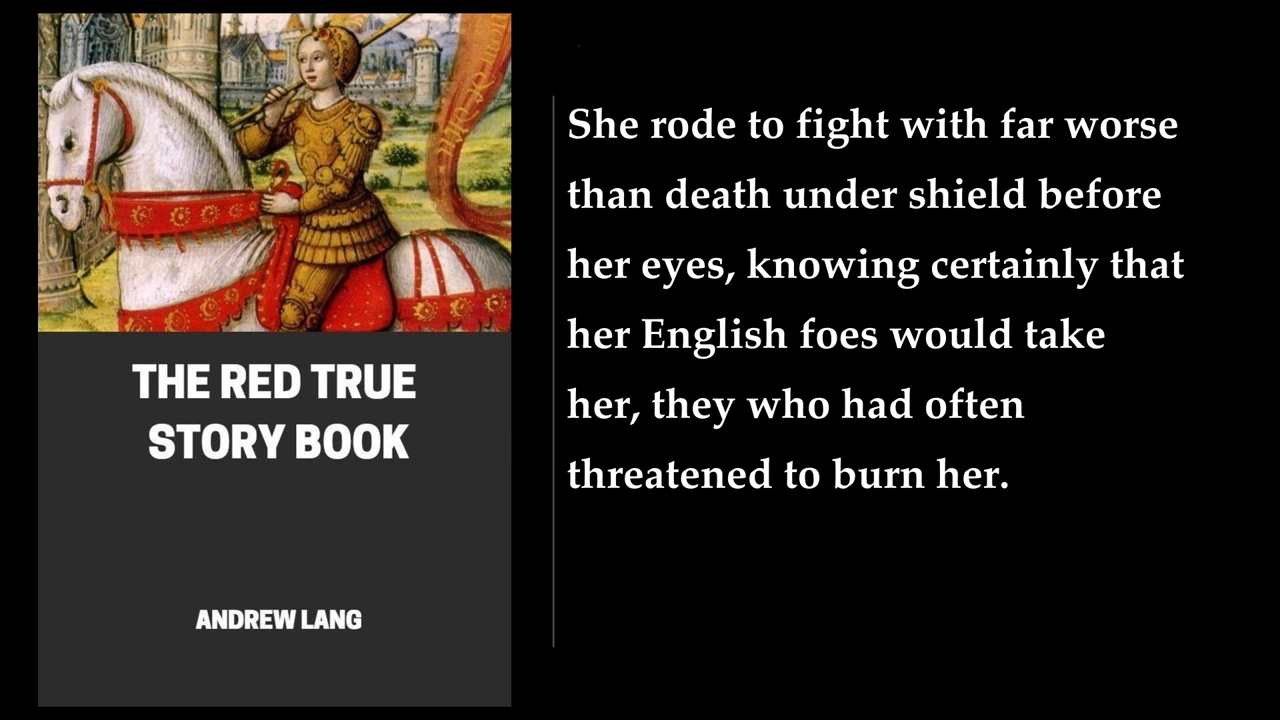 THE RED TRUE
STORY BOOK
ANDREW LANG
She rode to fight with far worse
than death under shield before
her eyes, knowing certainly that
her English foes would take
her, they who had often
threatened to burn her.